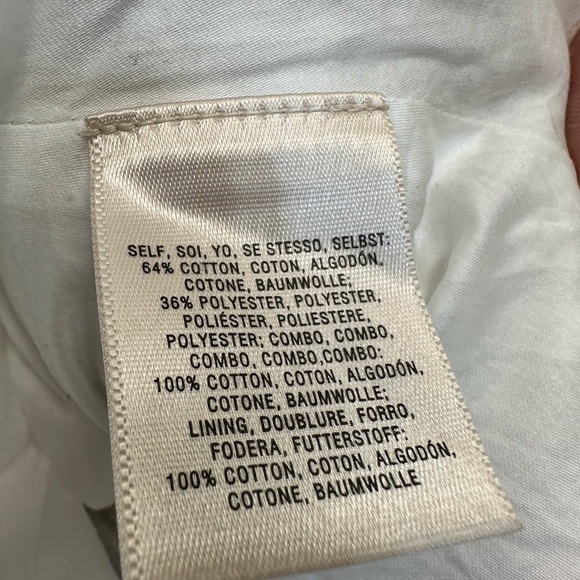 SELF, SOI, YO, SE STESSO, SELBST:
64% COTTON, COTON, ALGODÓN,
COTONE, BAUMWOLLE;
36% POLYESTER, POLYESTER,
POLIÉSTER, POLIESTERE,
POLYESTER; COMBO, COMBO,
COMBO, COMBO,COMBO:
100% COTTON, COTON, ALGODÓN,
COTONE, BAUMWOLLE;
LINING, DOUBLURE, FORRO,
FODERA, FUTTERSTOFF:
100% COTTON, COTON, ALGODÓN,
COTONE, BAUMWOLLE